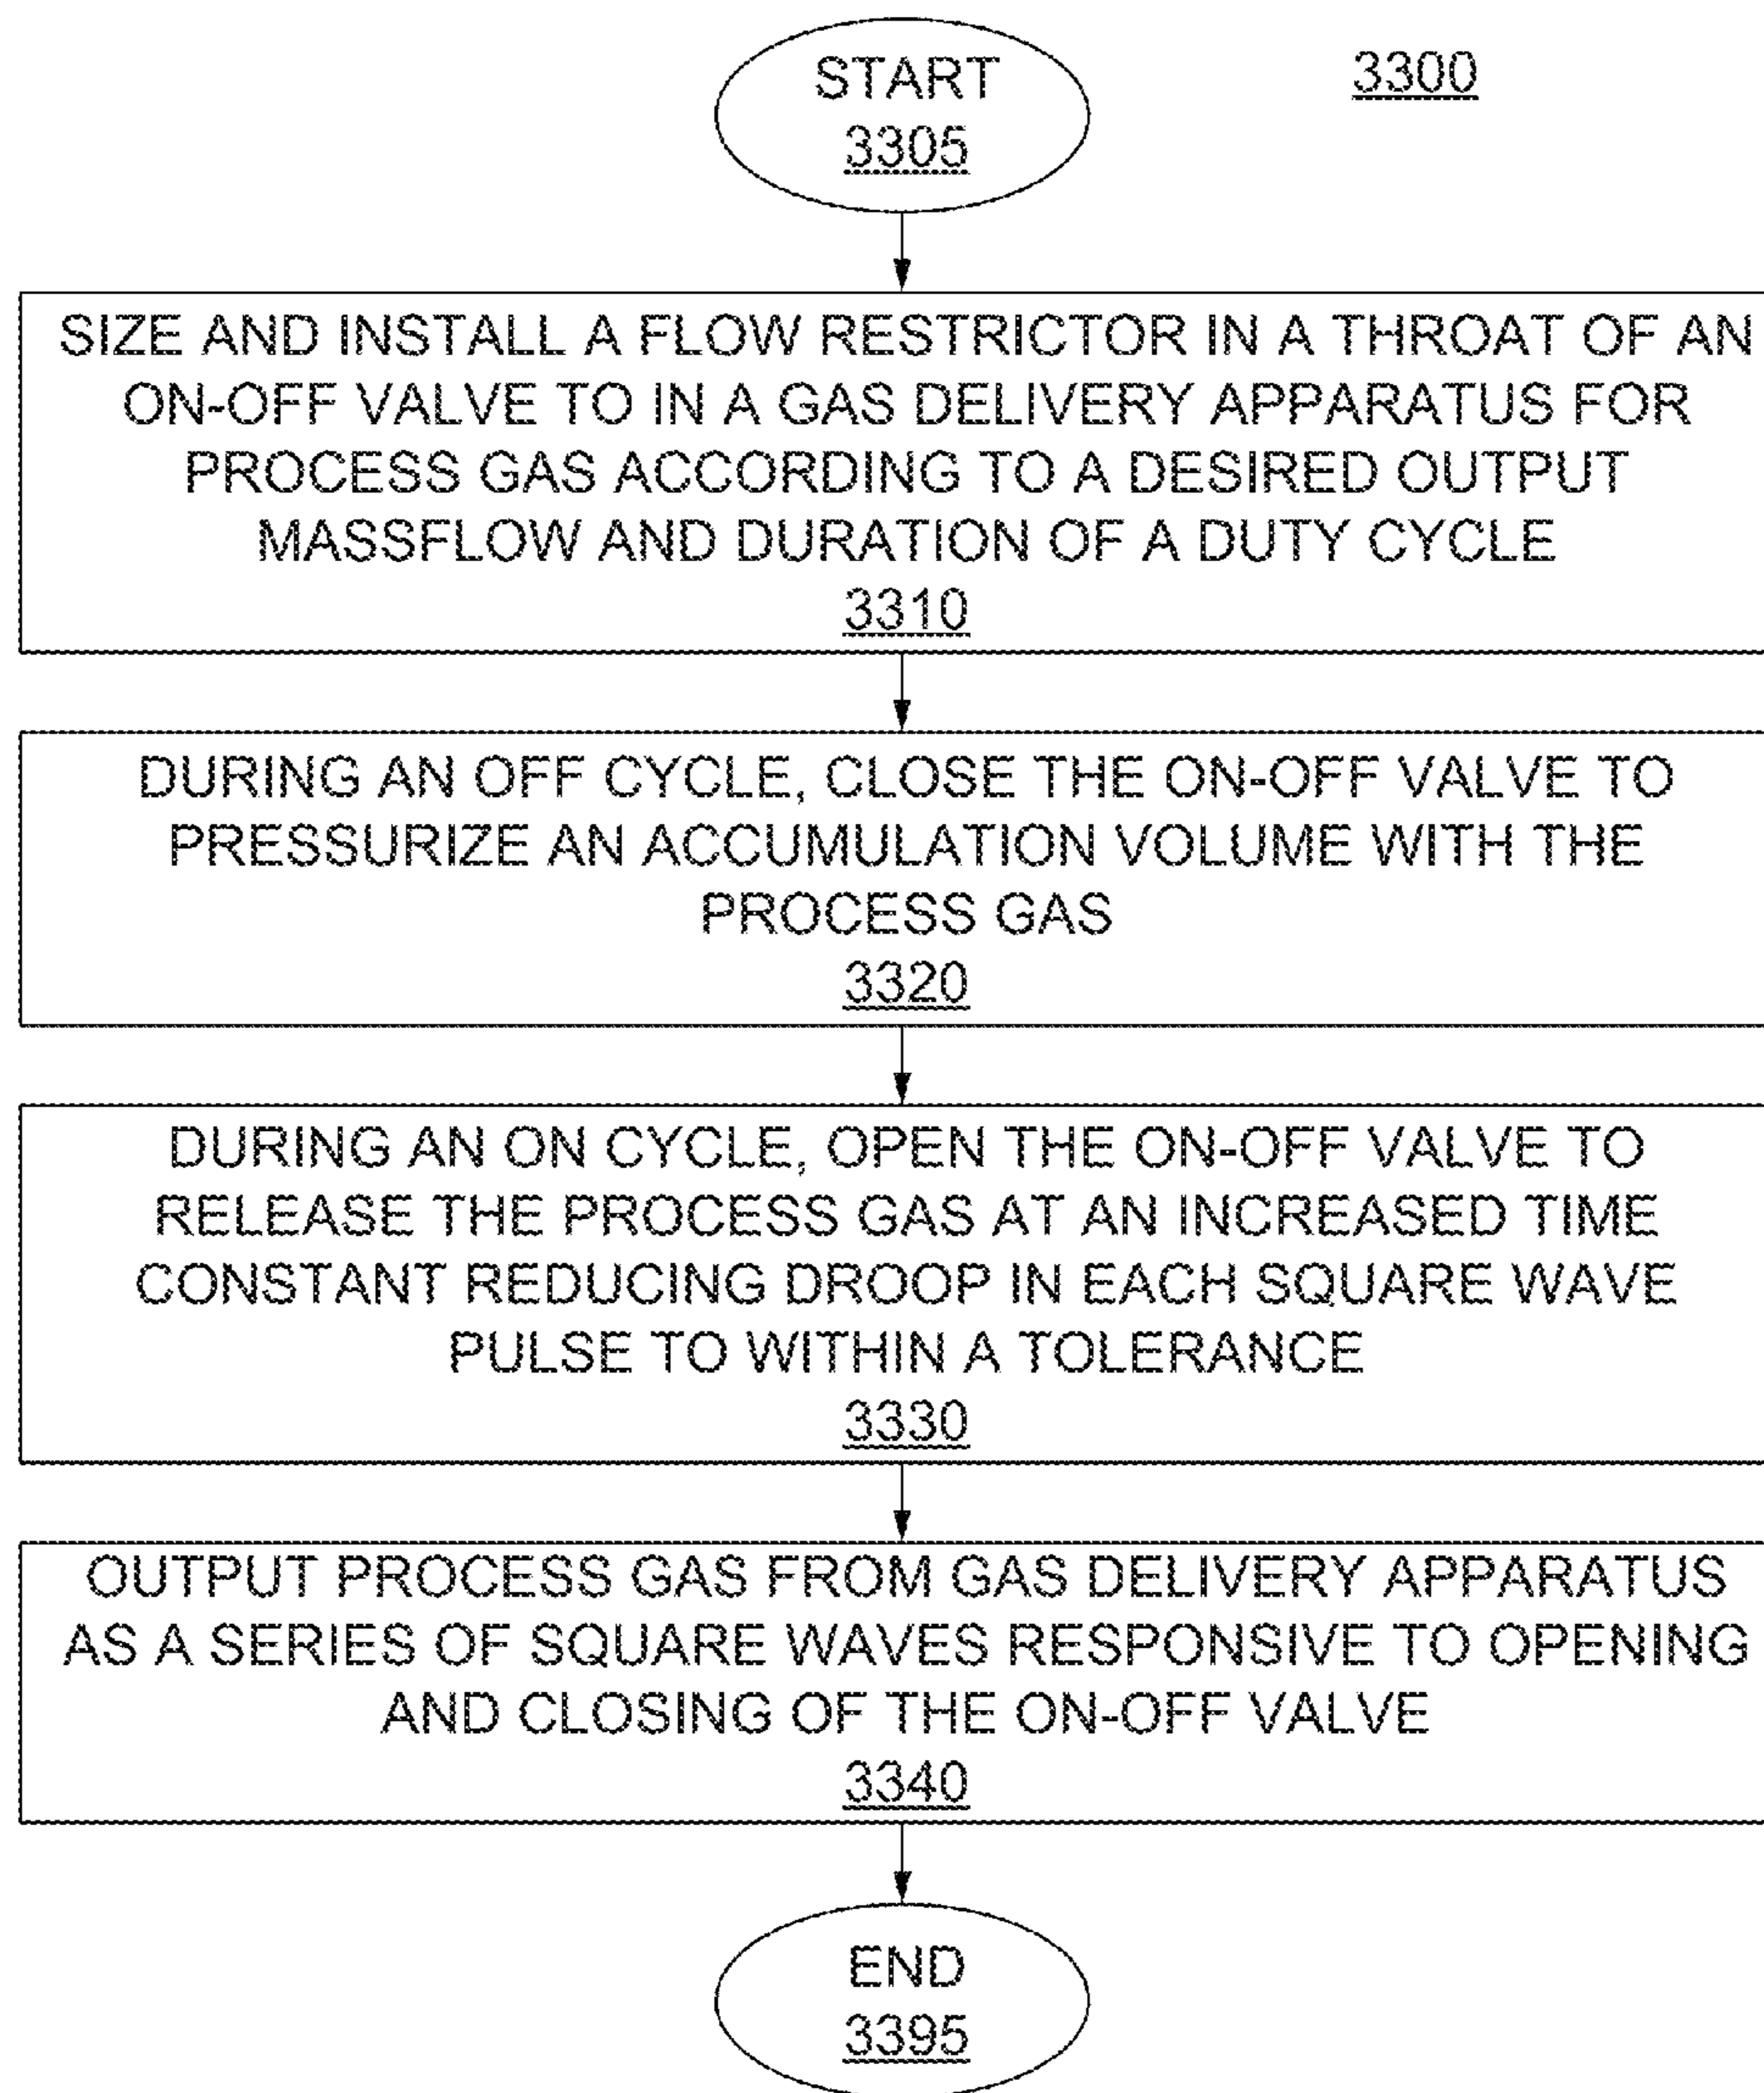 START
3305
3300
SIZE AND INSTALL A FLOW RESTRICTOR IN A THROAT OF AN
ON-OFF VALVE TO IN A GAS DELIVERY APPARATUS FOR
PROCESS GAS ACCORDING TO A DESIRED OUTPUT
MASSFLOW AND DURATION OF A DUTY CYCLE
3310
DURING AN OFF CYCLE, CLOSE THE ON-OFF VALVE TO
PRESSURIZE AN ACCUMULATION VOLUME WITH THE
PROCESS GAS
3320
DURING AN ON CYCLE, OPEN THE ON-OFF VALVE TO
RELEASE THE PROCESS GAS AT AN INCREASED TIME
CONSTANT REDUCING DROOP IN EACH SQUARE WAVE
PULSE TO WITHIN A TOLERANCE
3330
OUTPUT PROCESS GAS FROM GAS DELIVERY APPARATUS
AS A SERIES OF SQUARE WAVES RESPONSIVE TO OPENING
AND CLOSING OF THE ON-OFF VALVE
3340
END
3395